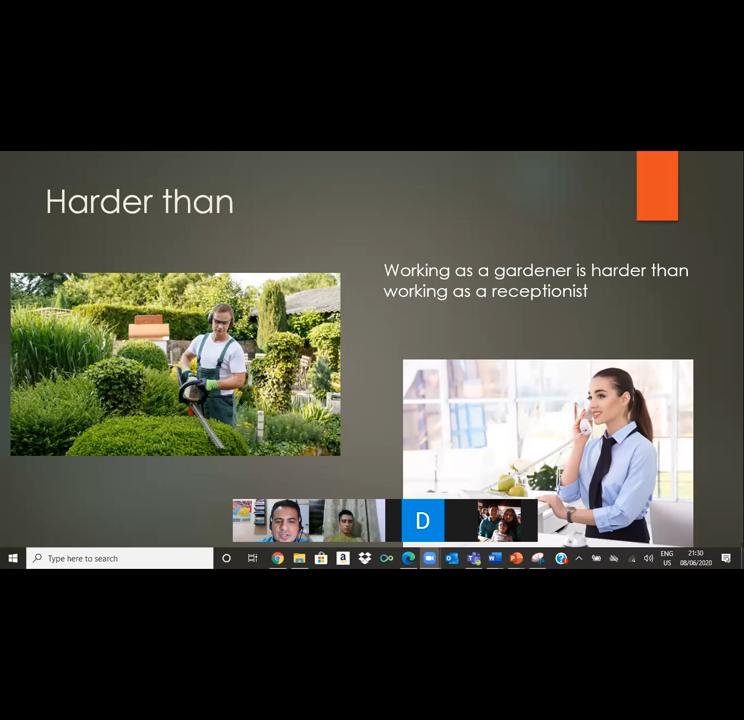 Harder than
Working as a gardener is harder than
working as a receptionist
D
Type here to search
a
ENG
US
21:30
08/06/2020